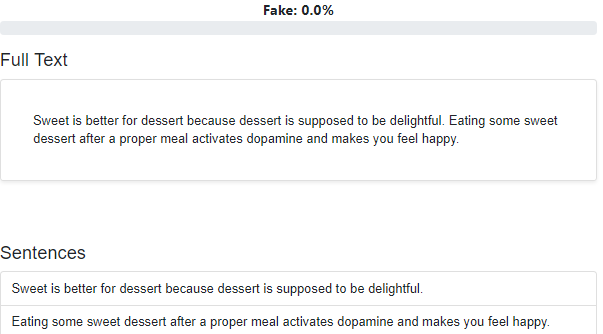 Fake: 0.0%
Full Text
Sweet is better for dessert because dessert is supposed to be delightful. Eating some sweet
dessert after a proper meal activates dopamine and makes you feel happy.
Sentences
Sweet is better for dessert because dessert is supposed to be delightful.
Eating some sweet dessert after a proper meal activates dopamine and makes you feel happy.